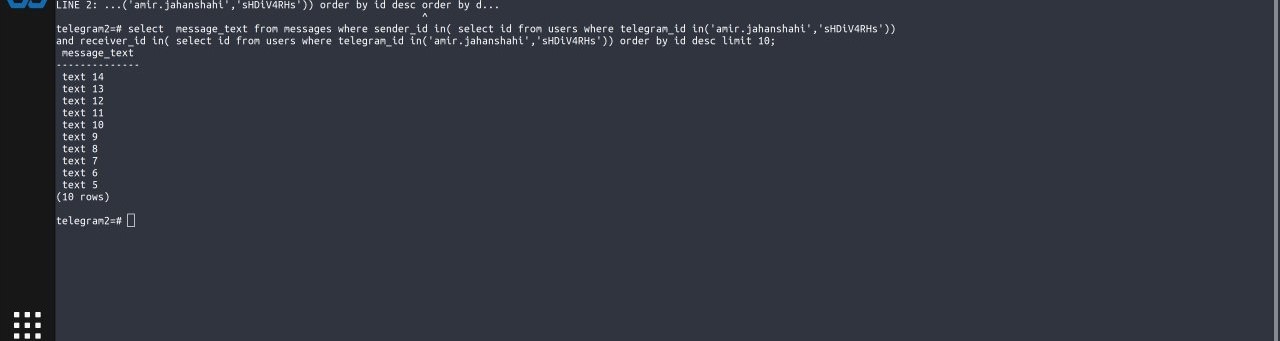 LINE 2: ...('amir.jahanshahi','sHDiV4RHs')) order by id desc order by d...
^
telegram2=# select  message_text from messages where sender_id in( select id from users where telegram_id in('amir.jahanshahi','sHDiV4RHs'))
and receiver_id in( select id from users where telegram_id in('amir.jahanshahi','sHDiV4RHs')) order by id desc limit 10;
message_text
--------------
text 14
text 13
text 12
text 11
text 10
text 9
text 8
text 7
text 6
text 5
(10 rows)
telegram2=#